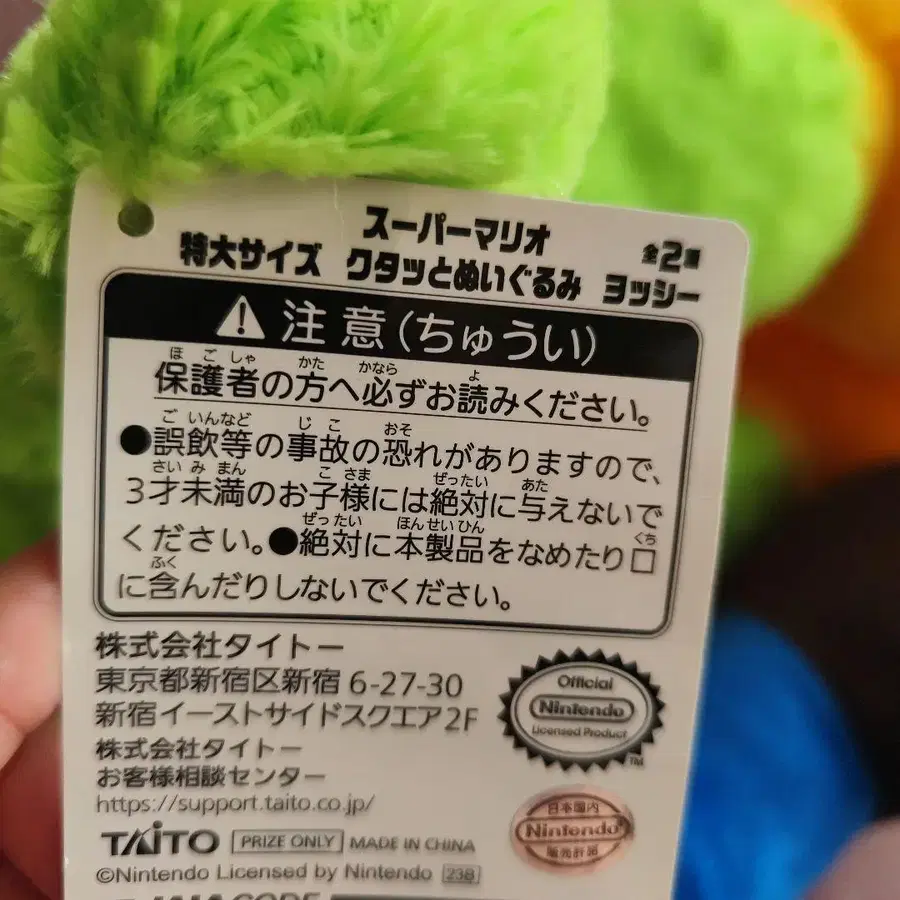 スーパーマリオ
特大サイズ クタッとぬいぐるみ ヨッシー
全2種
注意(ちゅうい)
ほごしゃ かた かなら よ
保護者の方へ必ずお読みください。
ご いんなど じ こ おそ
●誤飲等の事故の恐れがありますので、
さい み まん こ さま ぜったい あた
3才未満のお子様には絶対に与えないで
ぜったい ほんせいひん くち
ください。●絶対に本製品をなめたり口
ふく
に含んだりしないでください。
株式会社タイトー
東京都新宿区新宿 6-27-30
新宿イーストサイドスクエア 2F
株式会社タイトー
お客様相談センター
https://support.taito.co.jp/
TAITO PRIZE ONLY MADE IN CHINA
©Nintendo Licensed by Nintendo 23B
Official
Nintendo
Licensed Product
TM
日本国内
Nintendo
販売許諾
CODE